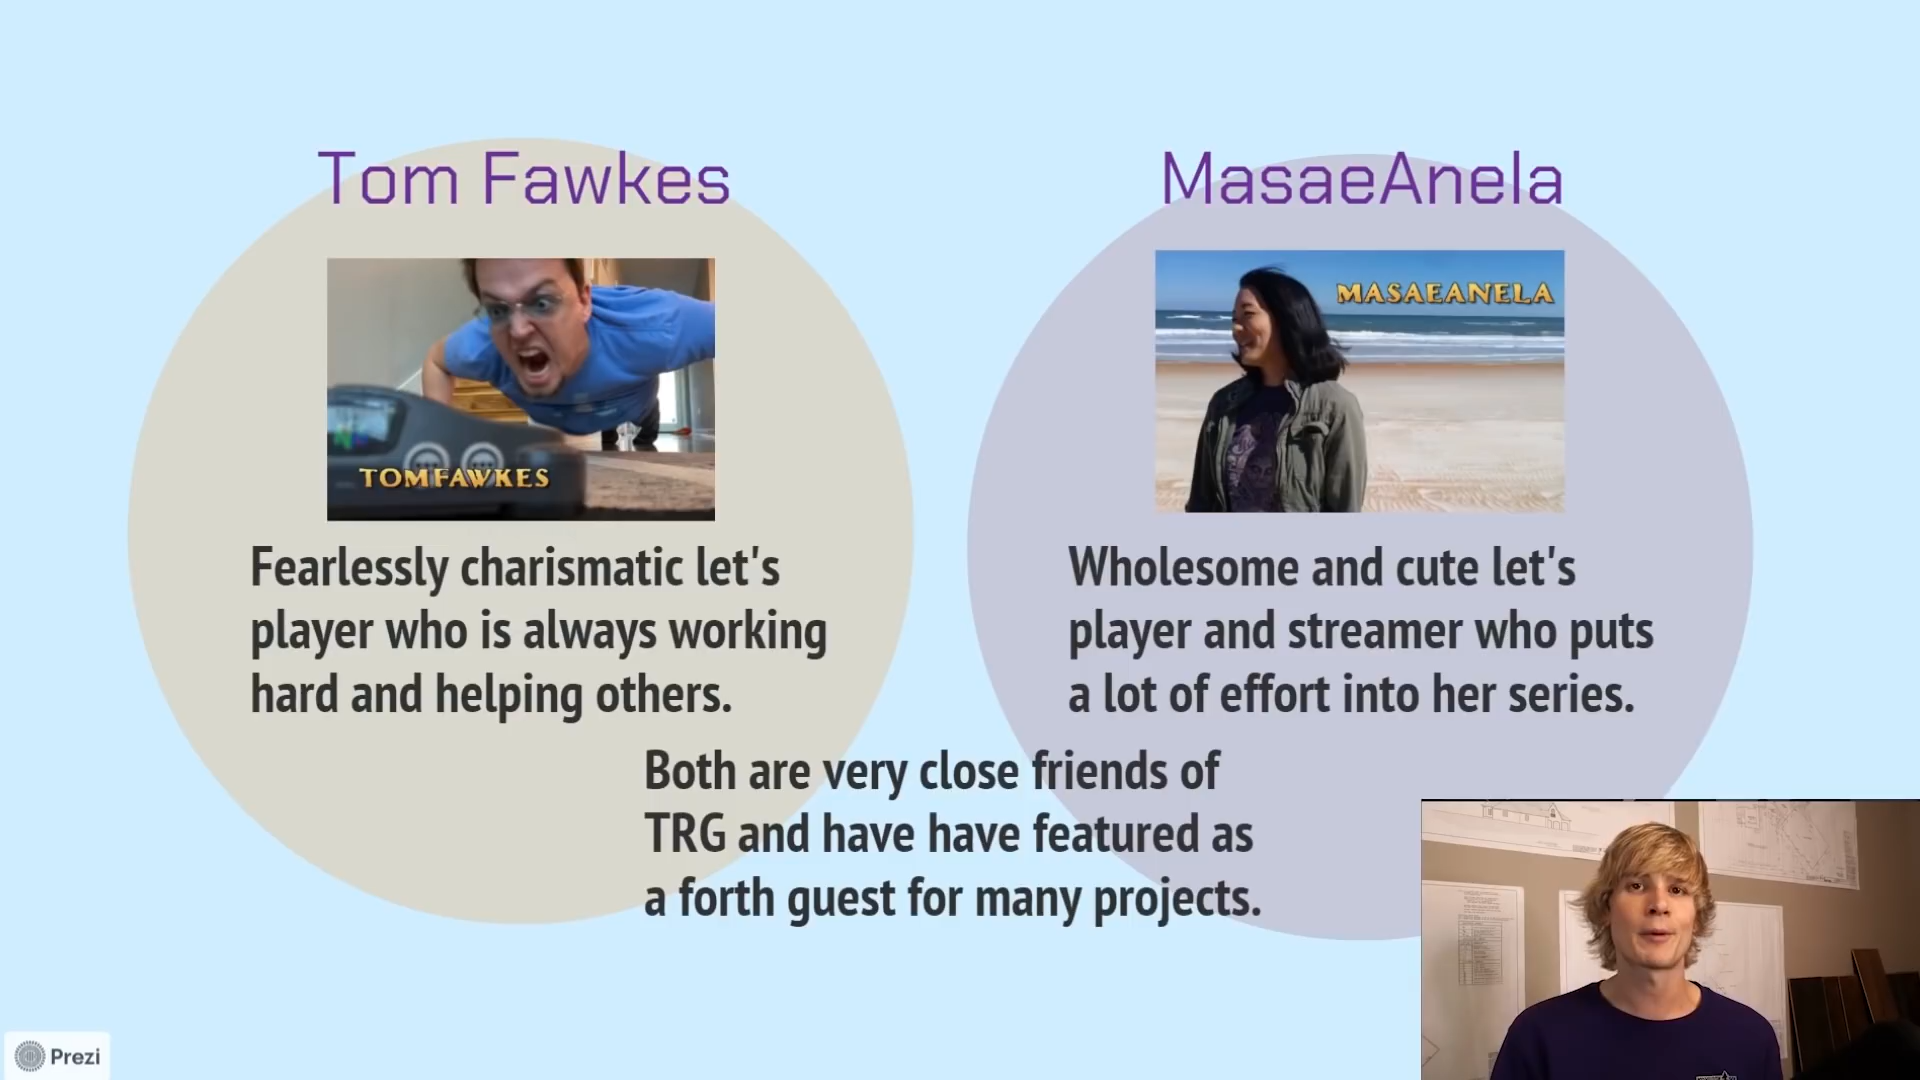 Tom Fawkes
TOMFAWKES
Fearlessly charismatic let's
player who is always working
hard and helping others.
MasaeAnela
MASAEANELA
Wholesome and cute let's
player and streamer who puts
a lot of effort into her series.
Both are very close friends of
TRG and have have featured as
a forth guest for many projects.
Prezi